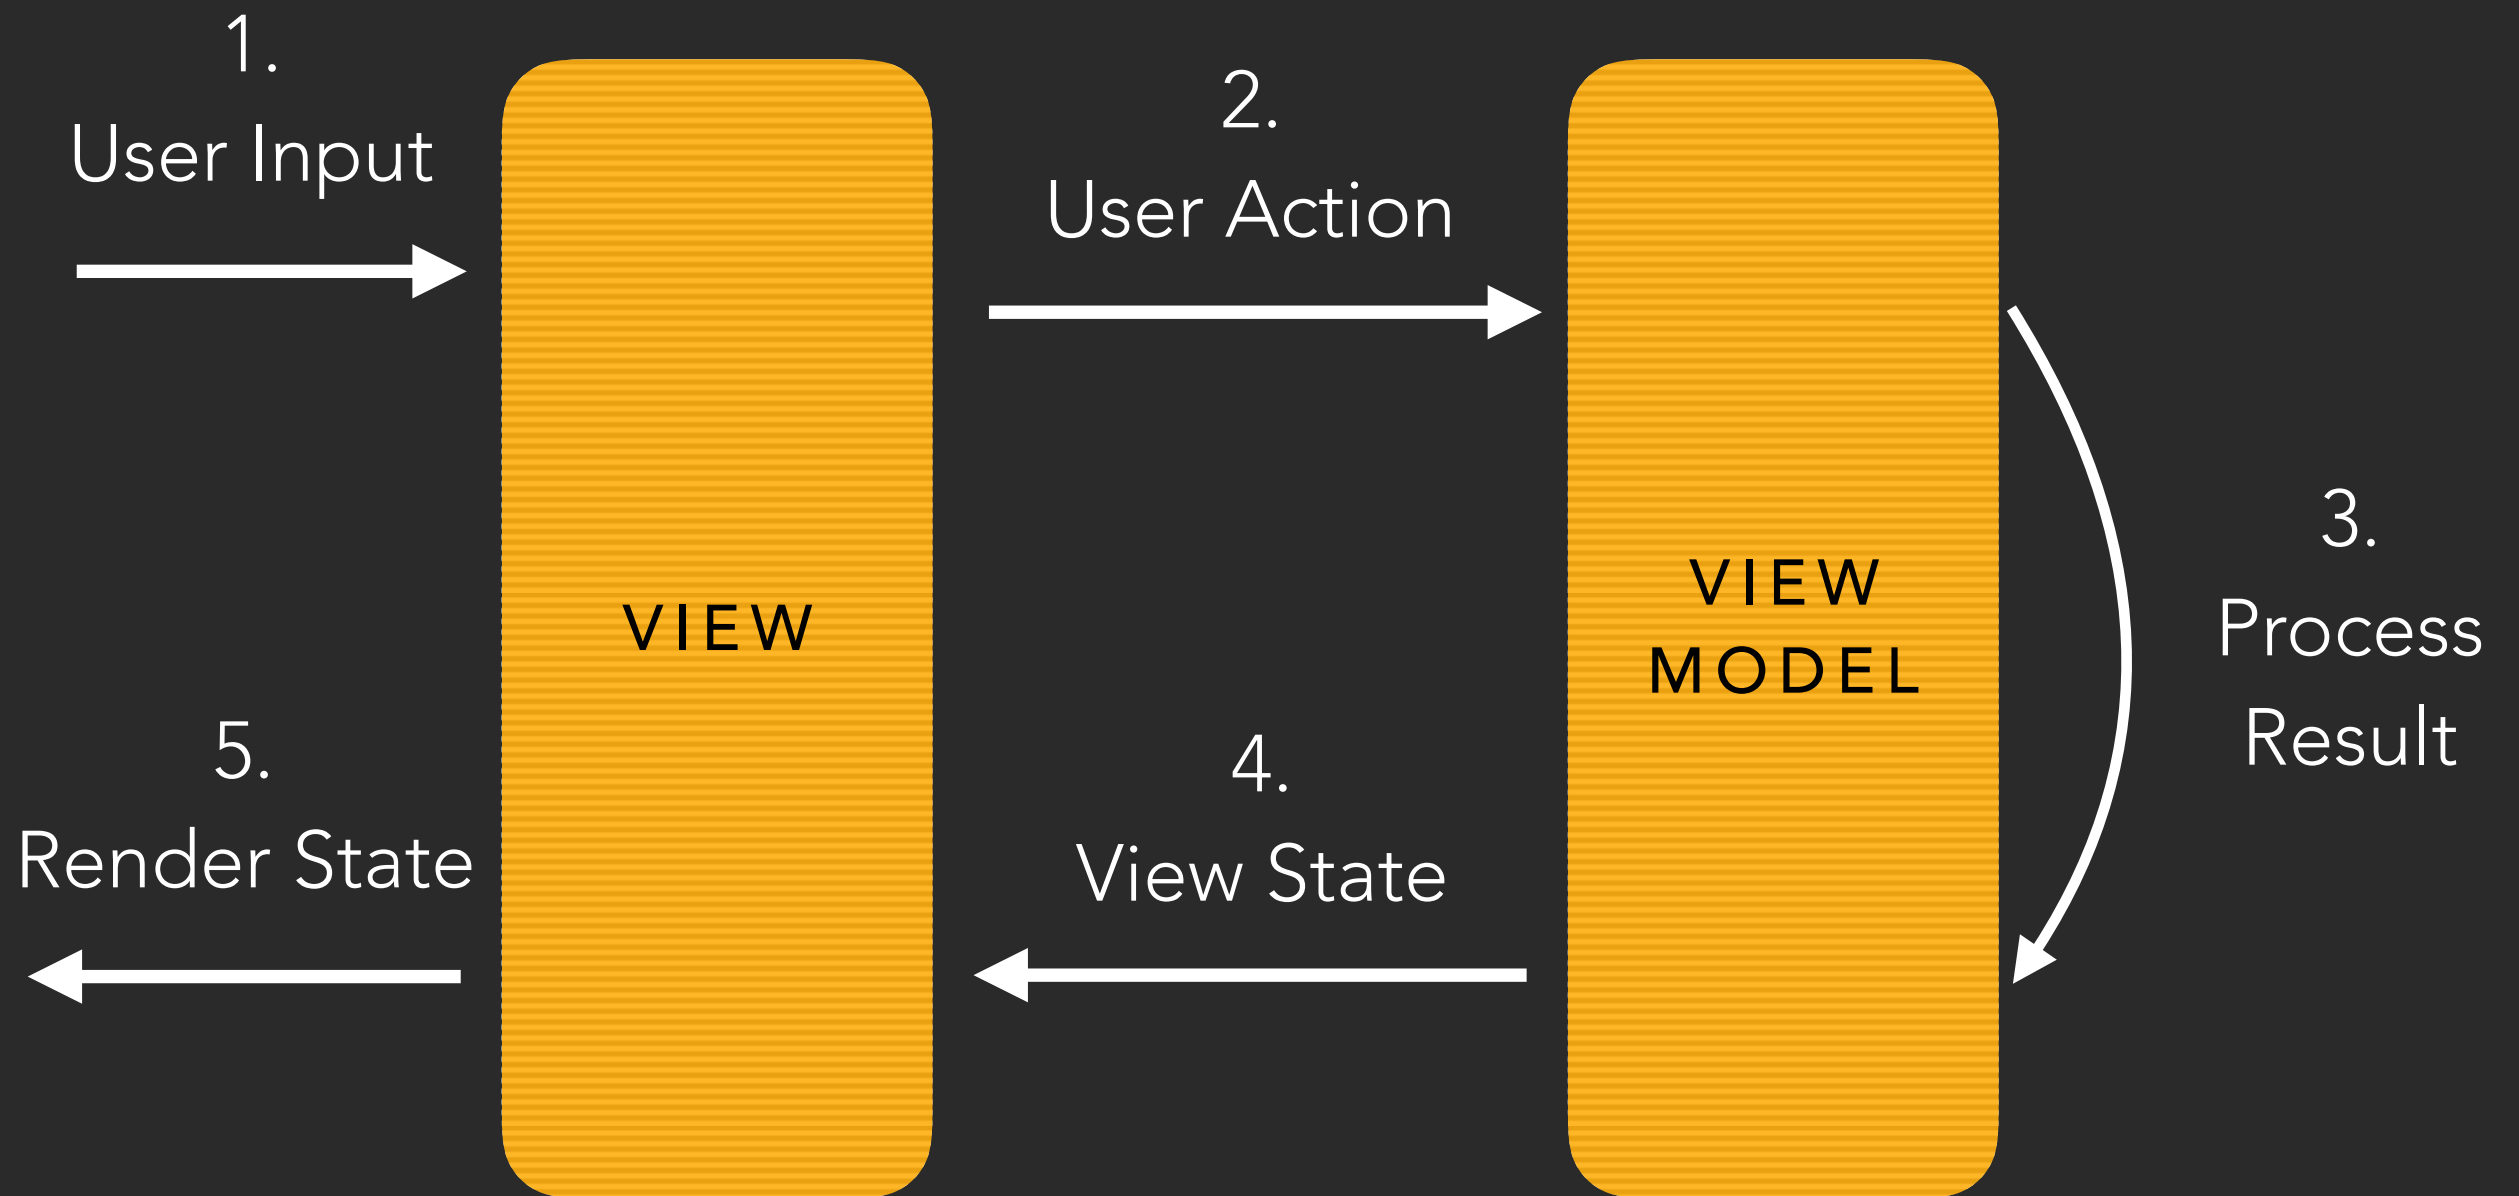 1.
User Input
2.
User Action
VIEW
VIEW
MODEL
3.
Process
Result
4.
View State
5.
Render State